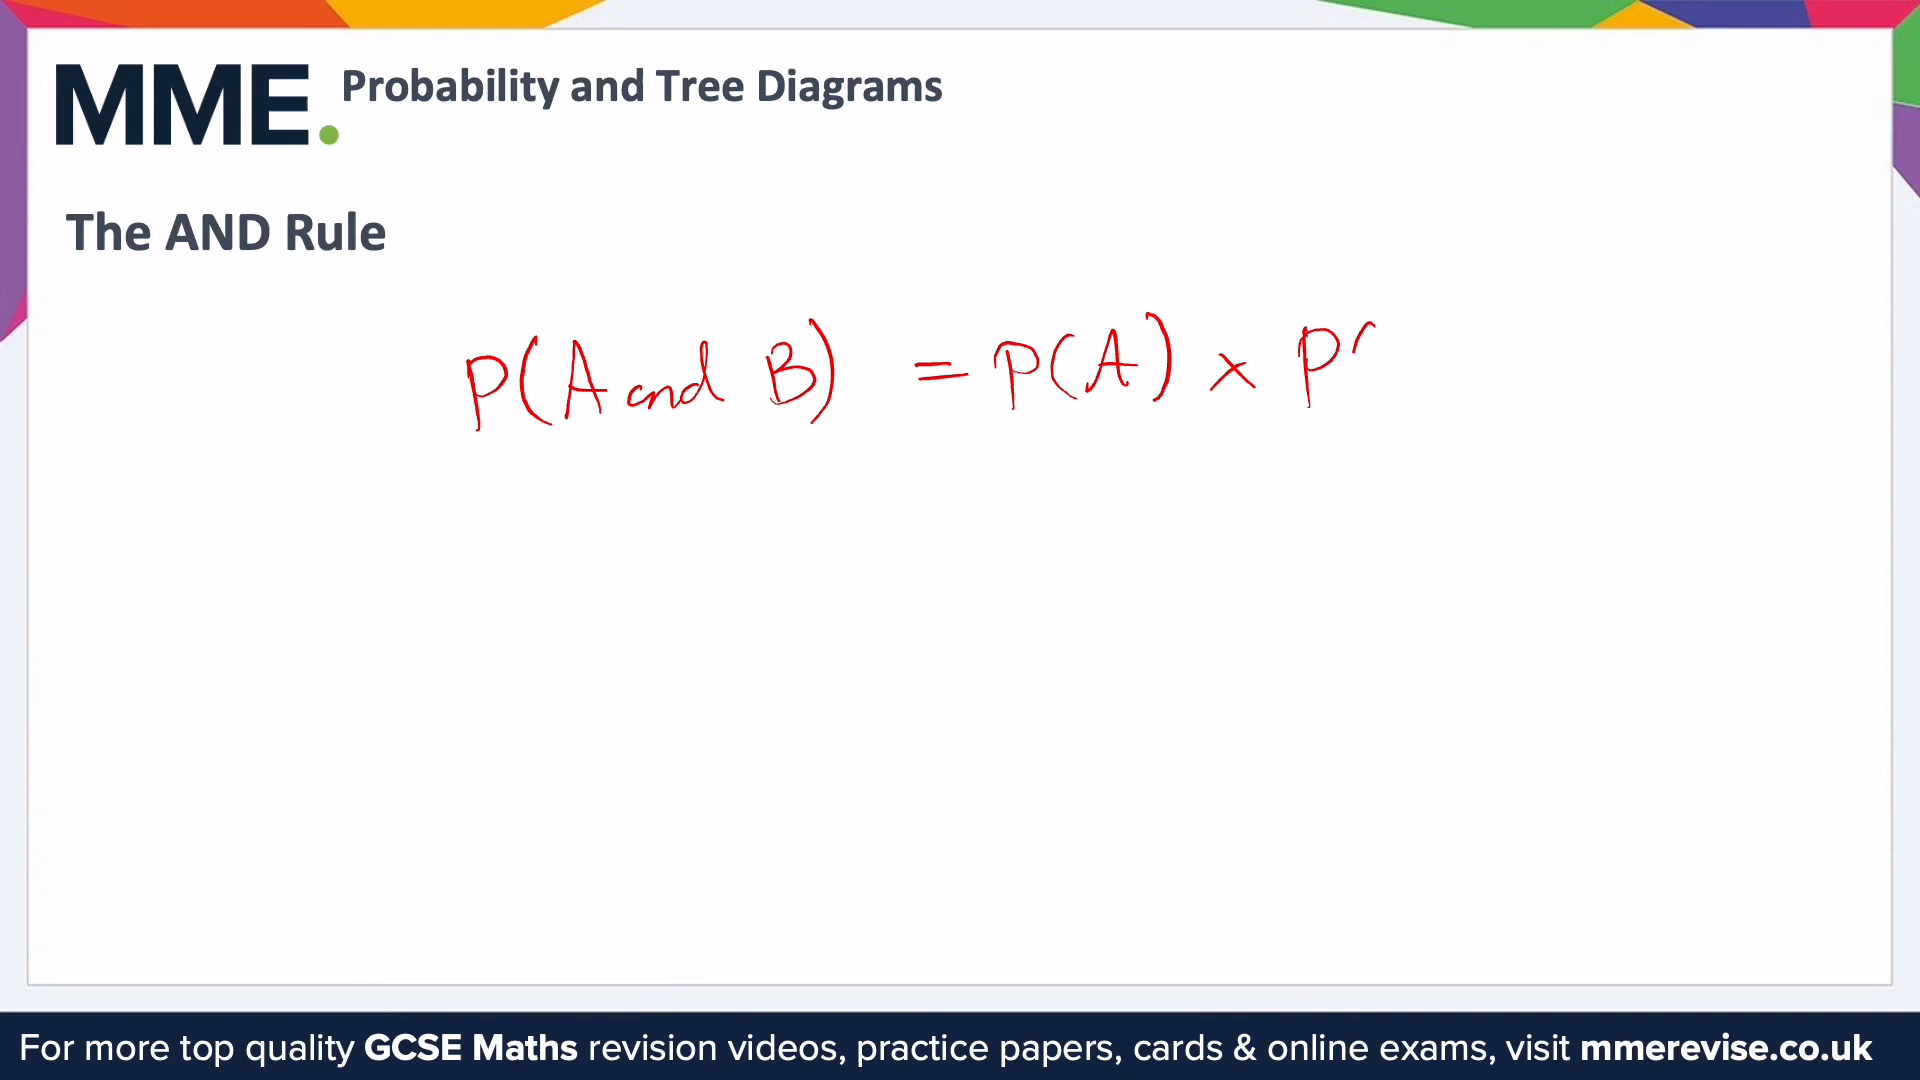 MME. Probability and Tree Diagrams
The AND Rule
P(A and B) = P(A) × P(
For more top quality GCSE Maths revision videos, practice papers, cards & online exams, visit mmerevise.co.uk